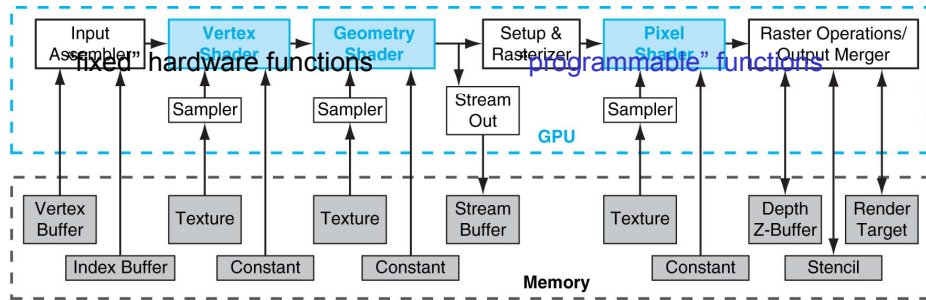 Input
Assembler
Vertex
Shader
Geometry
Shader
Setup &
Rasterizer
Pixel
Shader
Raster Operations/
Output Merger
"fixed" hardware functions
"programmable" functions
Sampler
Sampler
Stream
Out
Sampler
GPU
Vertex
Buffer
Texture
Texture
Stream
Buffer
Texture
Depth
Z-Buffer
Render
Target
Index Buffer
Constant
Constant
Memory
Constant
Stencil